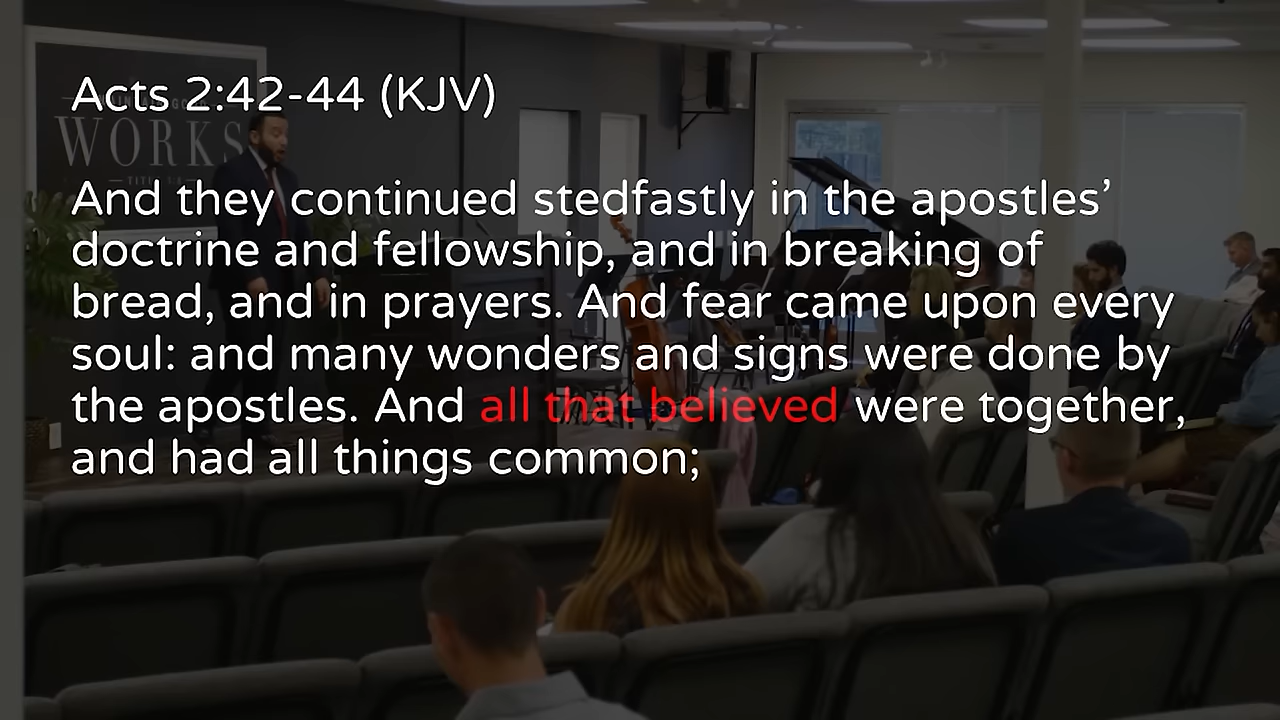 Acts 2:42-44 (KJV)
And they continued stedfastly in the apostles’
doctrine and fellowship, and in breaking of
bread, and in prayers. And fear came upon every
soul: and many wonders and signs were done by
the apostles. And all that believed were together,
and had all things common;
WORKS